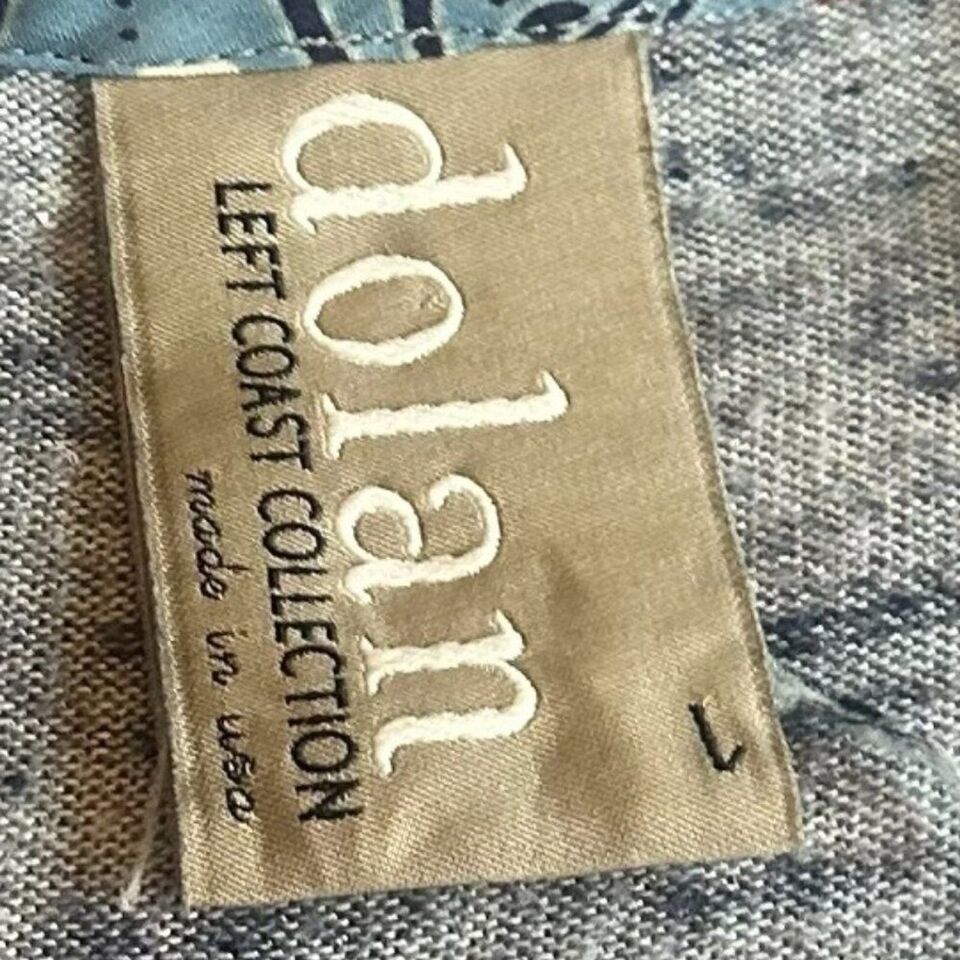 dolan
LEFT COAST COLLECTION
made in usa
L